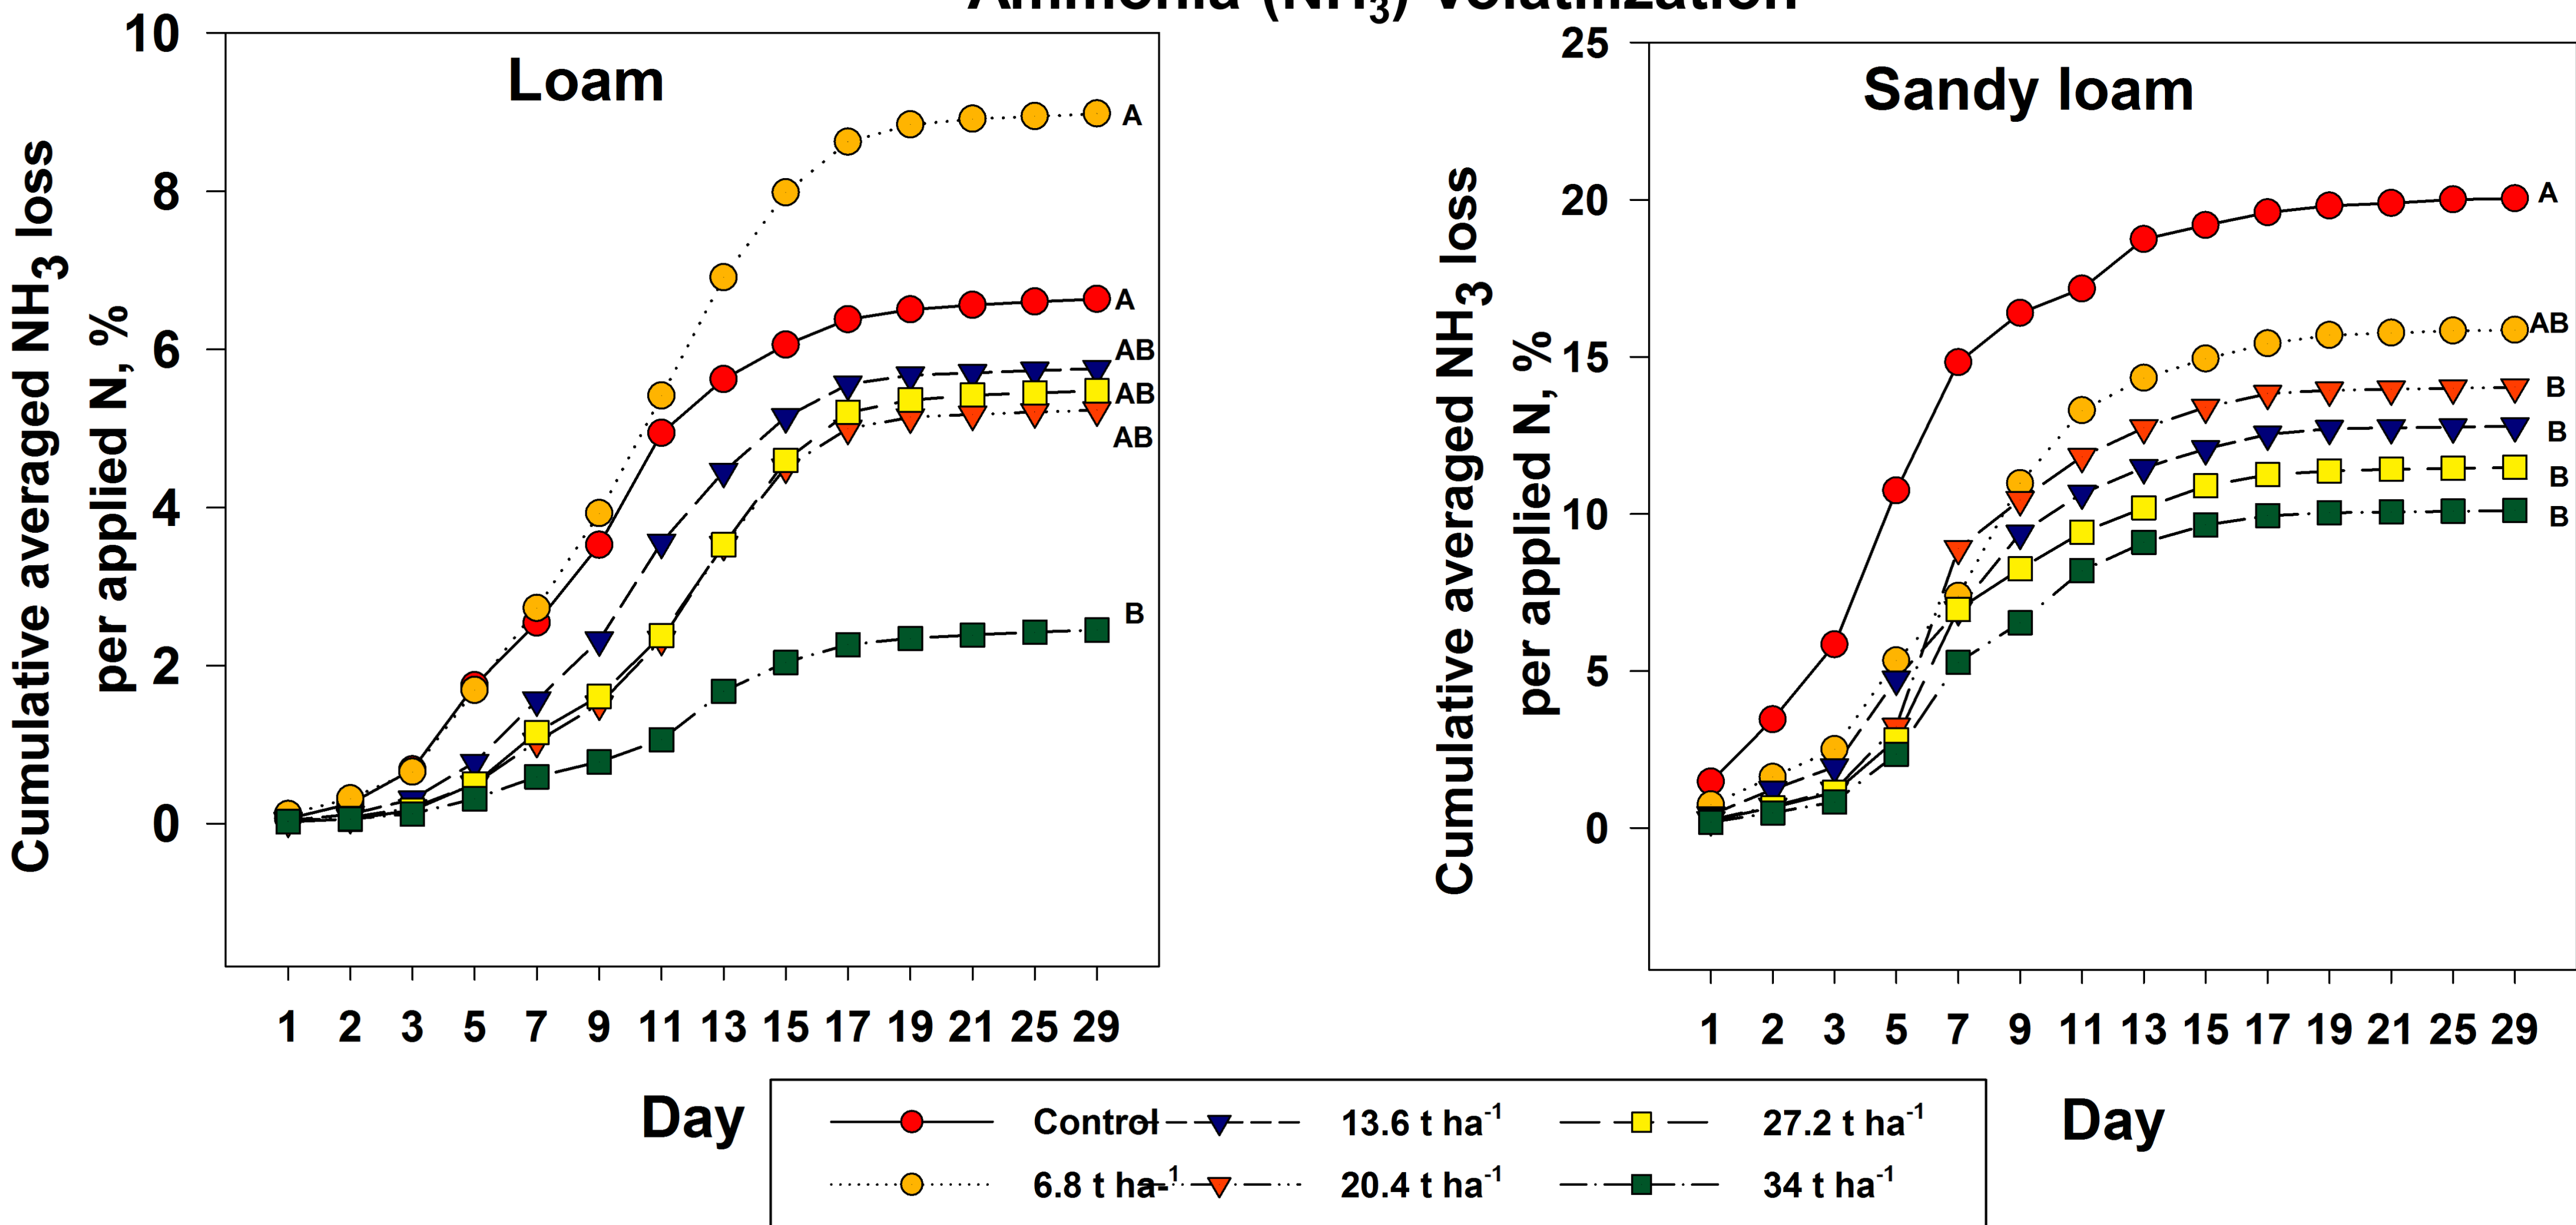 Ammonia (NH3) Volatilization
Loam
Cumulative averaged NH3 loss
per applied N, %
10
8
6
4
2
0
A
A
AB
AB
AB
B
1 2 3 5 7 9 11 13 15 17 19 21 25 29
Day
Sandy loam
Cumulative averaged NH3 loss
per applied N, %
25
20
15
10
5
0
A
AB
B
B
B
B
1 2 3 5 7 9 11 13 15 17 19 21 25 29
Day
Control 13.6 t ha-1 27.2 t ha-1
6.8 t ha-1 20.4 t ha-1 34 t ha-1